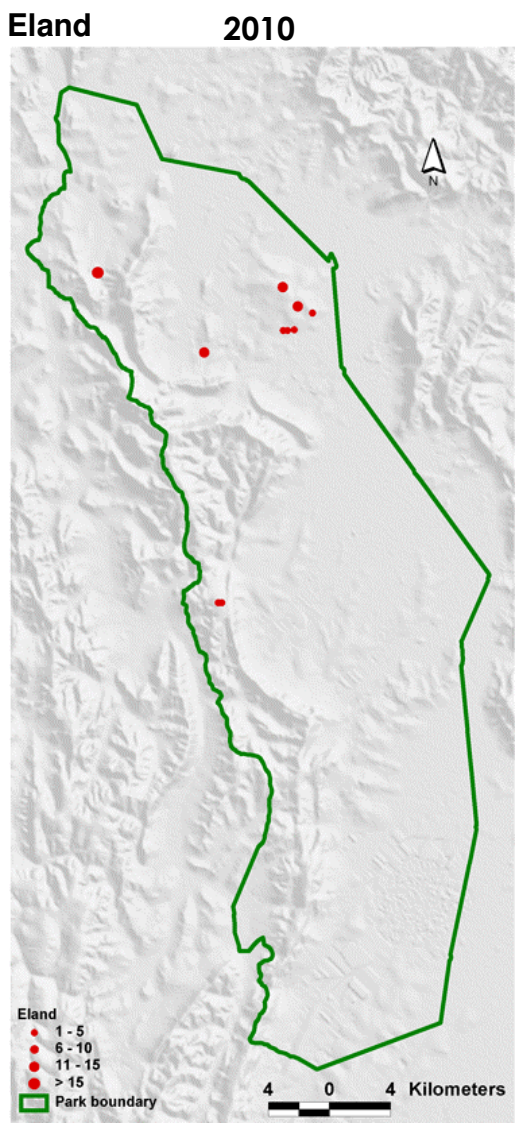 Eland 2010
N
Eland
1 - 5
6 - 10
11 - 15
> 15
Park boundary
4 0 4 Kilometers